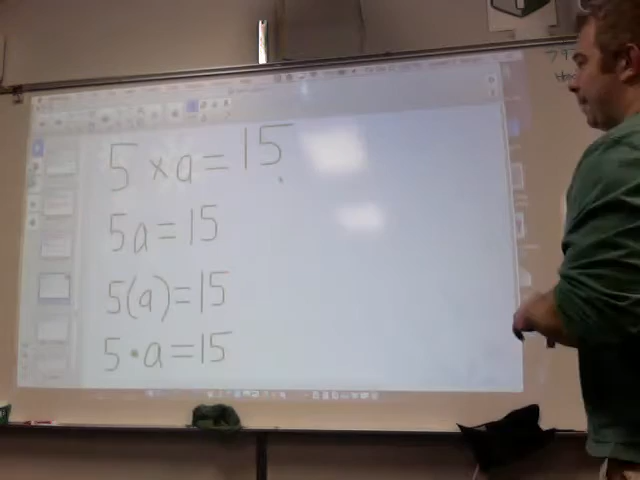 5 × a = 15
5a = 15
5(a) = 15
5 • a = 15